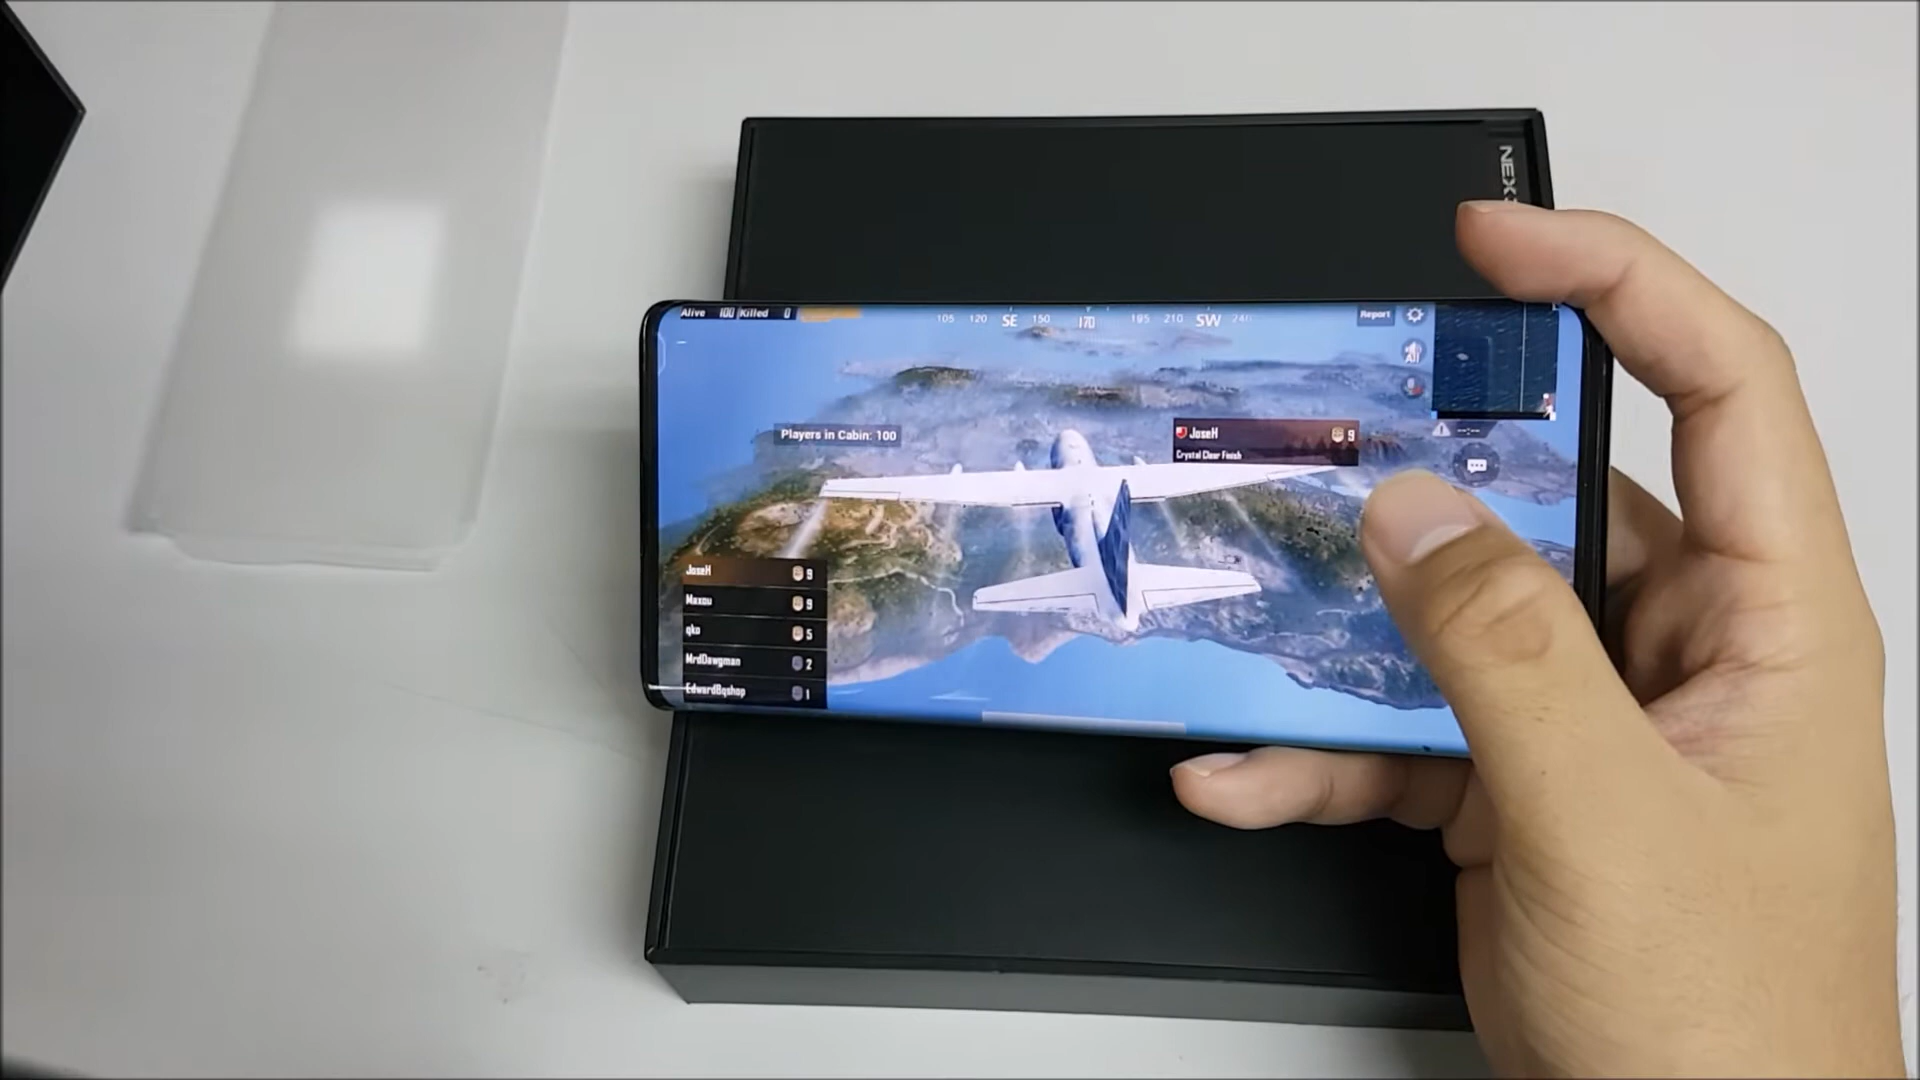 NEX
Alive 100 Killed 0
105 120 SE 150 170 195 210 SW 240
Report
All
Players in Cabin: 100
JoseH 9
Crystal Clear Finish
JoseH 9
Maxou 9
qko 5
MrdDawgman 2
EdwardBqshop 1